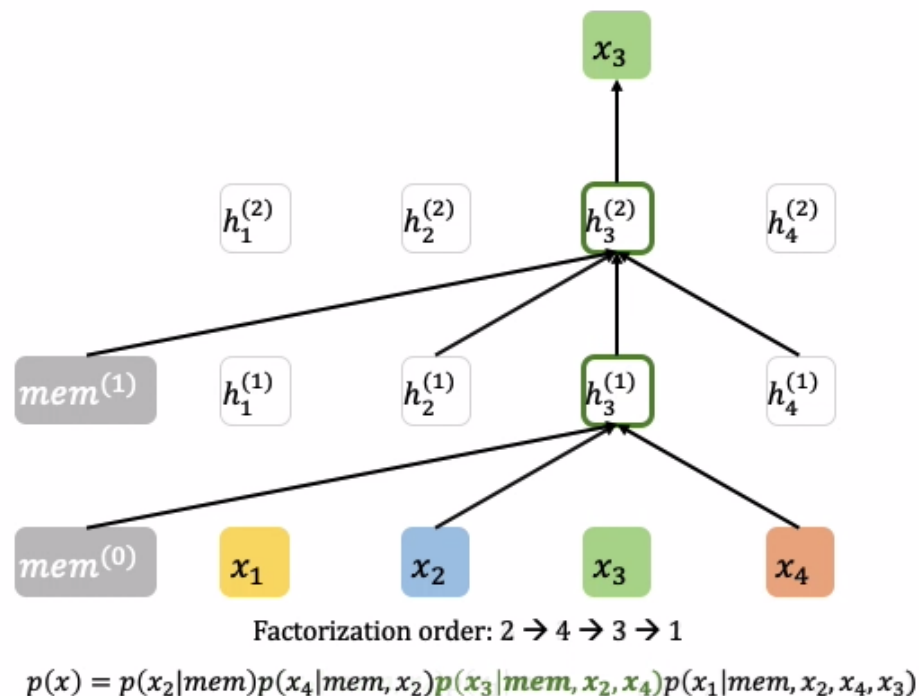 x₃
h₁⁽²⁾ h₂⁽²⁾ h₃⁽²⁾ h₄⁽²⁾
mem⁽¹⁾ h₁⁽¹⁾ h₂⁽¹⁾ h₃⁽¹⁾ h₄⁽¹⁾
mem⁽⁰⁾ x₁ x₂ x₃ x₄
Factorization order: 2 → 4 → 3 → 1
p(x) = p(x₂|mem)p(x₄|mem, x₂)p(x₃|mem, x₂, x₄)p(x₁|mem, x₂, x₄, x₃)